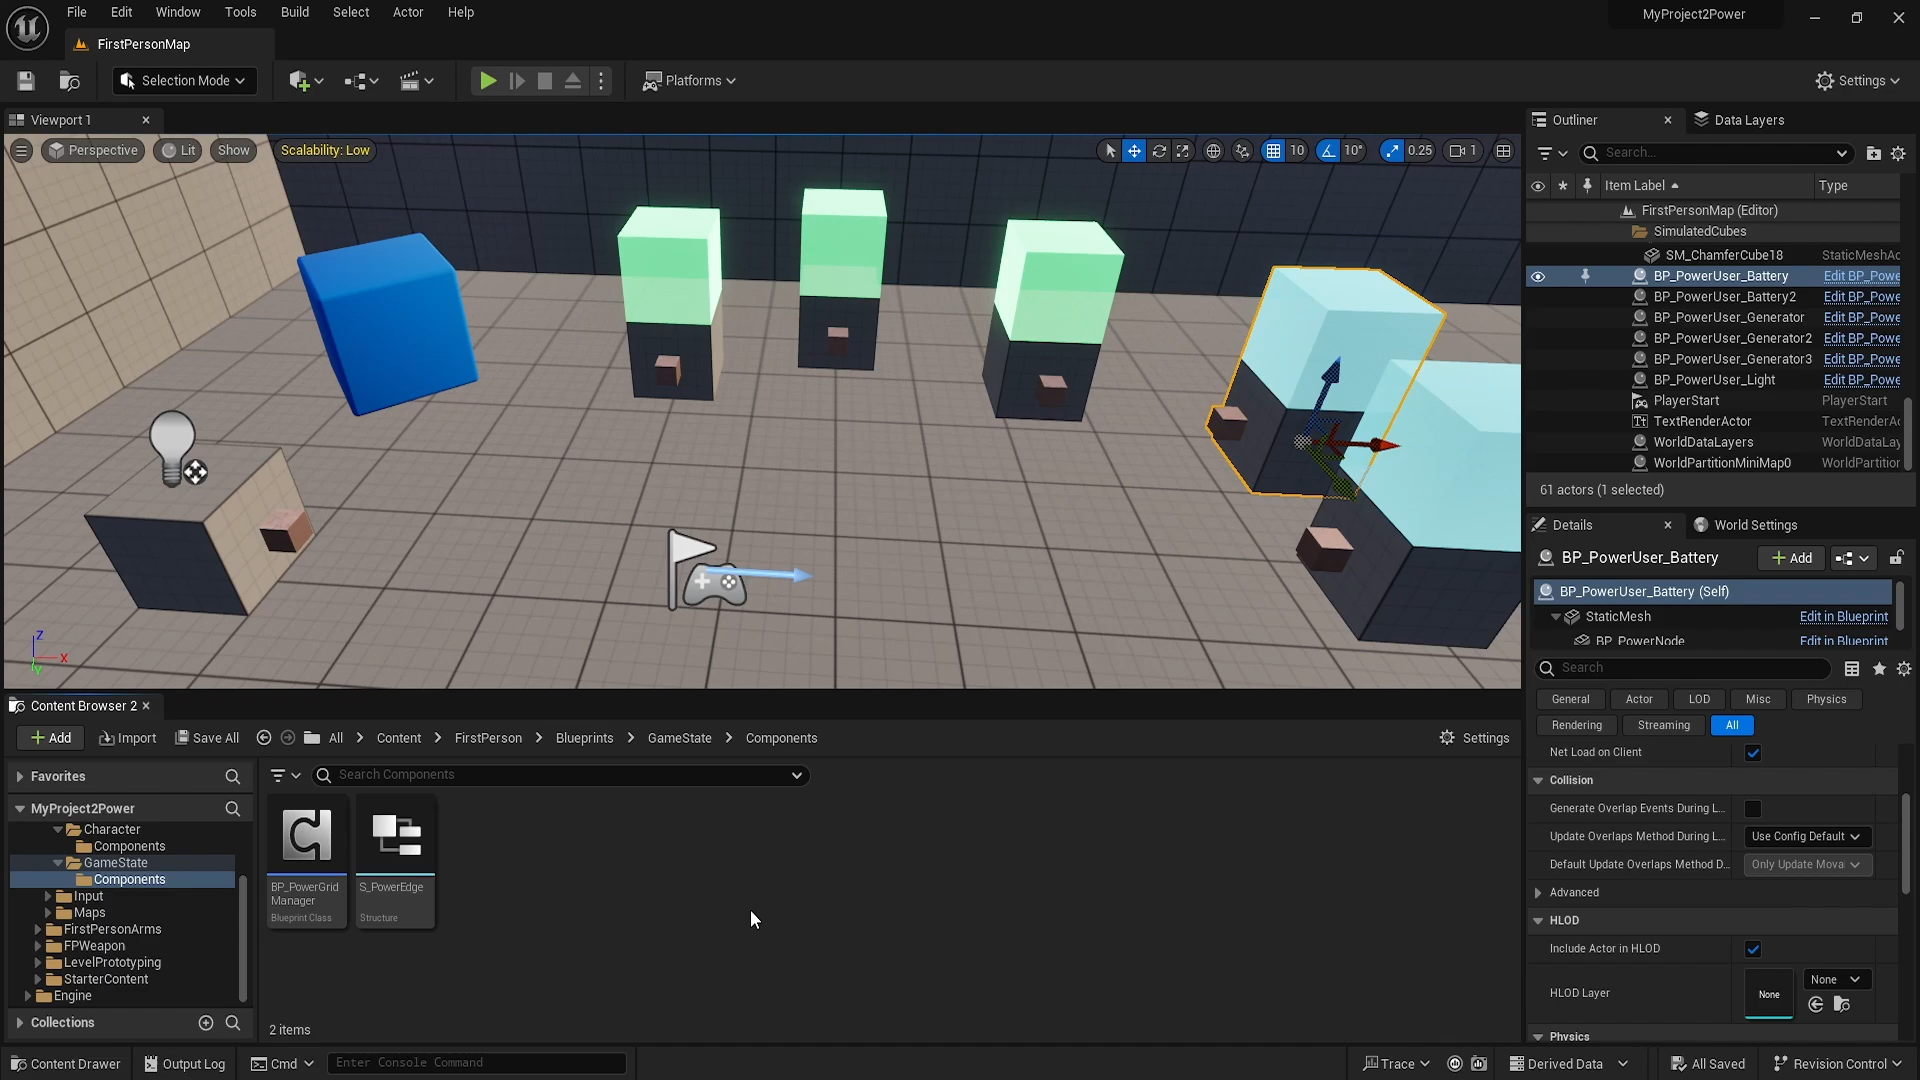 File Edit Window Tools Build Select Actor Help
MyProject2Power
FirstPersonMap
Selection Mode
Platforms
Settings
Viewport 1
Perspective Lit Show Scalability: Low
10 10° 0.25 1
Outliner Data Layers
Search...
Item Label Type
FirstPersonMap (Editor)
SimulatedCubes
SM_ChamferCube18 StaticMeshAc
BP_PowerUser_Battery Edit BP_Powe
BP_PowerUser_Battery2 Edit BP_Powe
BP_PowerUser_Generator Edit BP_Powe
BP_PowerUser_Generator2 Edit BP_Powe
BP_PowerUser_Generator3 Edit BP_Powe
BP_PowerUser_Light Edit BP_Powe
PlayerStart PlayerStart
TextRenderActor TextRenderAc
WorldDataLayers WorldDataLay
WorldPartitionMiniMap0 WorldPartition
61 actors (1 selected)
Details World Settings
BP_PowerUser_Battery Add
BP_PowerUser_Battery (Self)
StaticMesh Edit in Blueprint
BP_PowerNode Edit in Blueprint
Search
General Actor LOD Misc Physics
Rendering Streaming All
Net Load on Client
Collision
Generate Overlap Events During L...
Update Overlaps Method During L... Use Config Default
Default Update Overlaps Method D... Only Update Mova
Advanced
HLOD
Include Actor in HLOD
HLOD Layer None None
Physics
Z
X
Y
Content Browser 2
Add Import Save All All Content FirstPerson Blueprints GameState Components Settings
Favorites
MyProject2Power
Character
Components
GameState
Components
Input
Maps
FirstPersonArms
FPWeapon
LevelPrototyping
StarterContent
Engine
Collections
Search Components
BP_PowerGrid
Manager
Blueprint Class
S_PowerEdge
Structure
2 items
Content Drawer Output Log Cmd Enter Console Command Trace Derived Data All Saved Revision Control